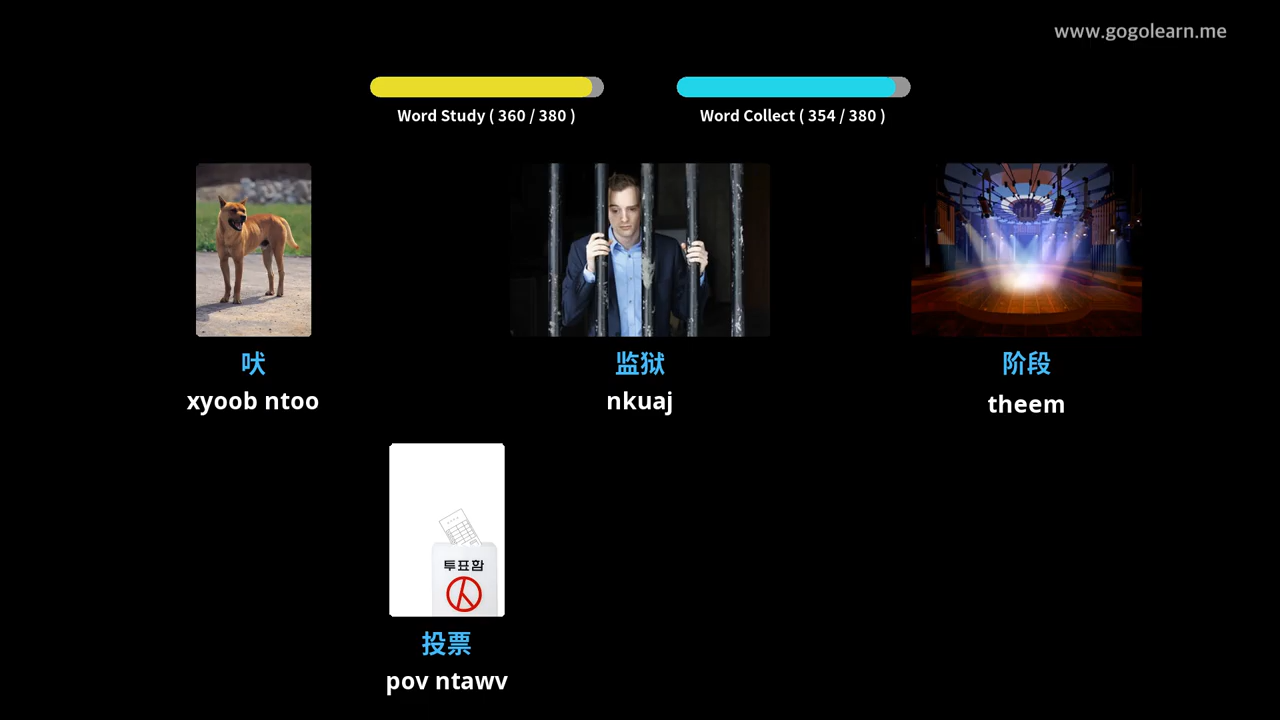 www.gogolearn.me
Word Study ( 360 / 380 )
Word Collect ( 354 / 380 )
吠
xyoob ntoo
监狱
nkuaj
阶段
theem
투표함
投票
pov ntawv